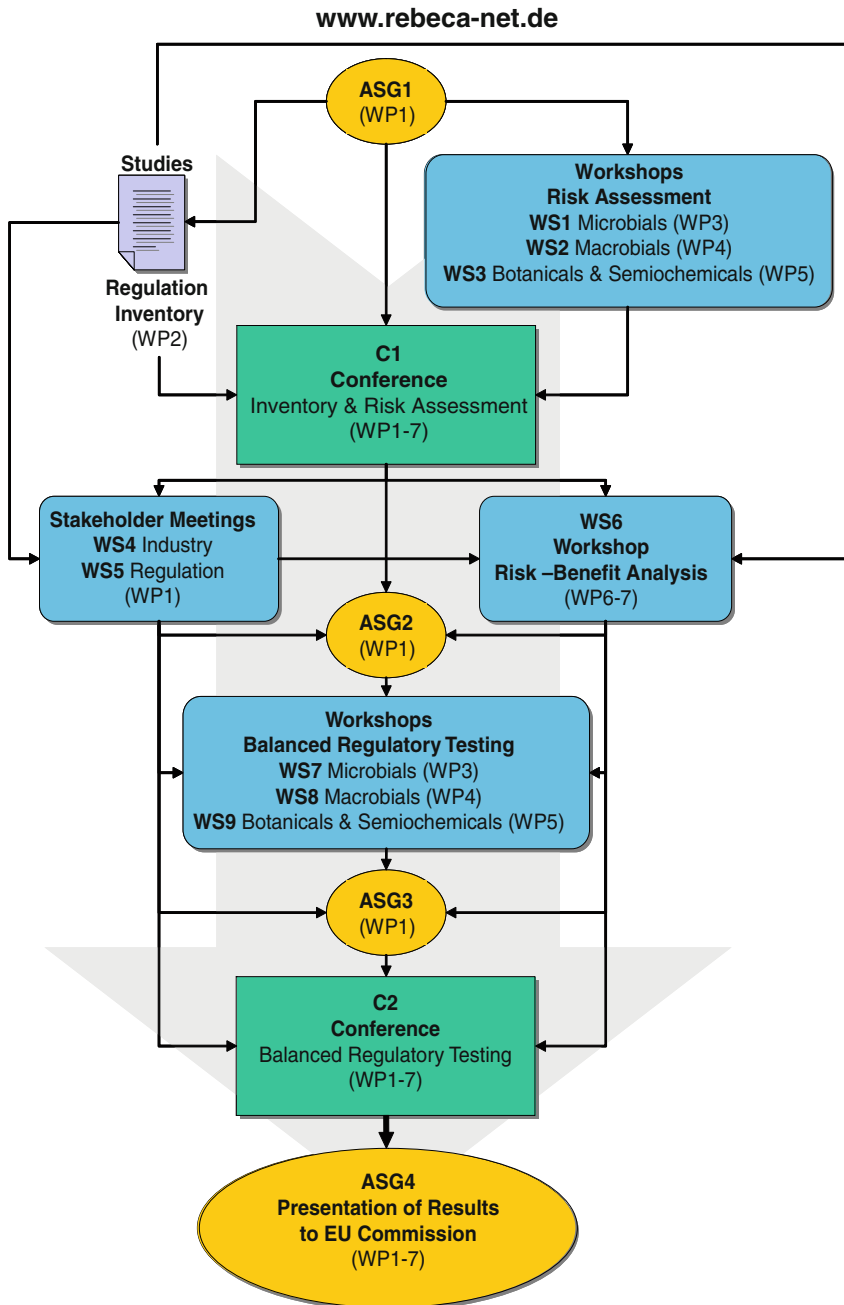 www.rebeca-net.de
ASG1
(WP1)
Studies
Regulation
Inventory
(WP2)
Workshops
Risk Assessment
WS1 Microbials (WP3)
WS2 Macrobials (WP4)
WS3 Botanicals & Semiochemicals (WP5)
C1
Conference
Inventory & Risk Assessment
(WP1-7)
Stakeholder Meetings
WS4 Industry
WS5 Regulation
(WP1)
WS6
Workshop
Risk –Benefit Analysis
(WP6-7)
ASG2
(WP1)
Workshops
Balanced Regulatory Testing
WS7 Microbials (WP3)
WS8 Macrobials (WP4)
WS9 Botanicals & Semiochemicals (WP5)
ASG3
(WP1)
C2
Conference
Balanced Regulatory Testing
(WP1-7)
ASG4
Presentation of Results
to EU Commission
(WP1-7)